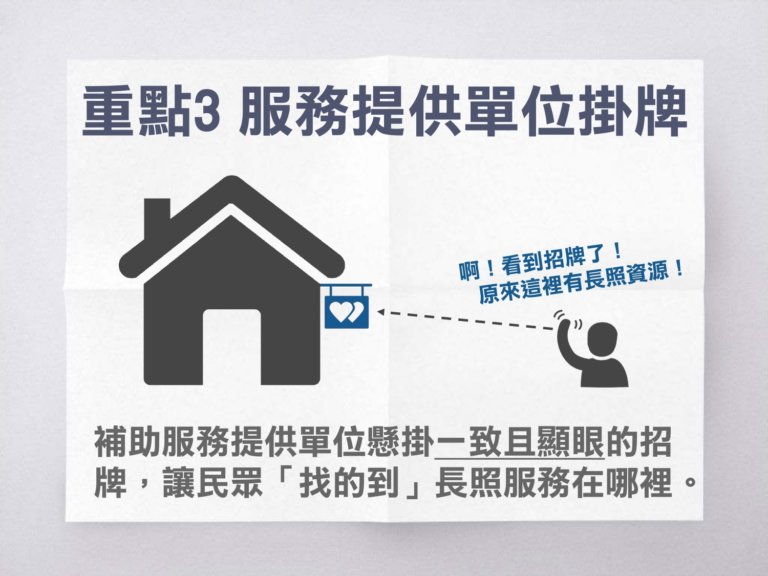 重點3 服務提供單位掛牌
啊！看到招牌了！
原來這裡有長照資源！
補助服務提供單位懸掛一致且顯眼的招
牌，讓民眾「找的到」長照服務在哪裡。